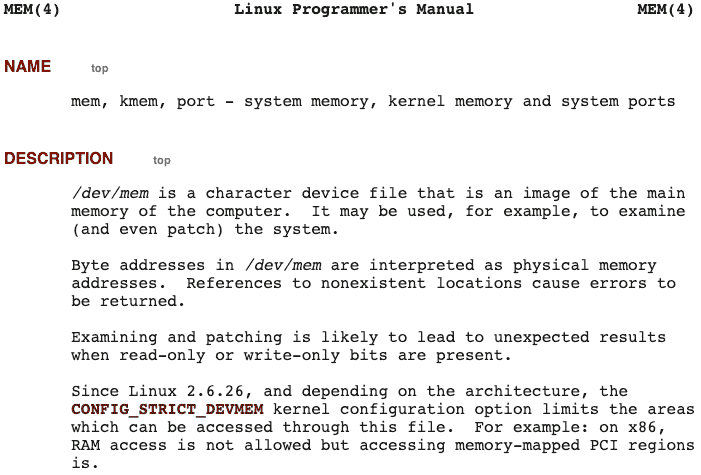 MEM(4) Linux Programmer's Manual MEM(4)
NAME top
mem, kmem, port - system memory, kernel memory and system ports
DESCRIPTION top
/dev/mem is a character device file that is an image of the main
memory of the computer.  It may be used, for example, to examine
(and even patch) the system.
Byte addresses in /dev/mem are interpreted as physical memory
addresses.  References to nonexistent locations cause errors to
be returned.
Examining and patching is likely to lead to unexpected results
when read-only or write-only bits are present.
Since Linux 2.6.26, and depending on the architecture, the
CONFIG_STRICT_DEVMEM kernel configuration option limits the areas
which can be accessed through this file.  For example: on x86,
RAM access is not allowed but accessing memory-mapped PCI regions
is.